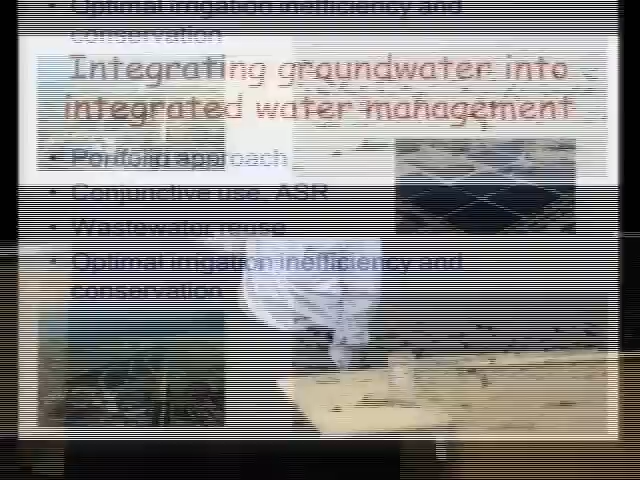 Optimal irrigation inefficiency and
conservation
Integrating groundwater into
integrated water management
• Portfolio approach
• Conjunctive use, ASR
• Wastewater reuse
• Optimal irrigation inefficiency and
conservation